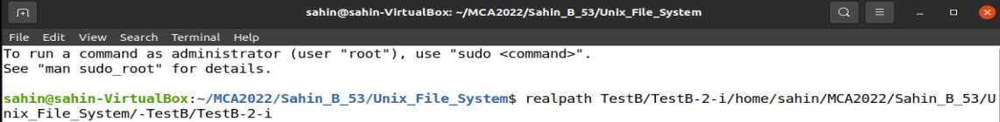 sahin@sahin-VirtualBox: ~/MCA2022/Sahin_B_53/Unix_File_System
File Edit View Search Terminal Help
To run a command as administrator (user "root"), use "sudo <command>".
See "man sudo_root" for details.
sahin@sahin-VirtualBox:~/MCA2022/Sahin_B_53/Unix_File_System$ realpath TestB/TestB-2-i/home/sahin/MCA2022/Sahin_B_53/U
nix_File_System/-TestB/TestB-2-i